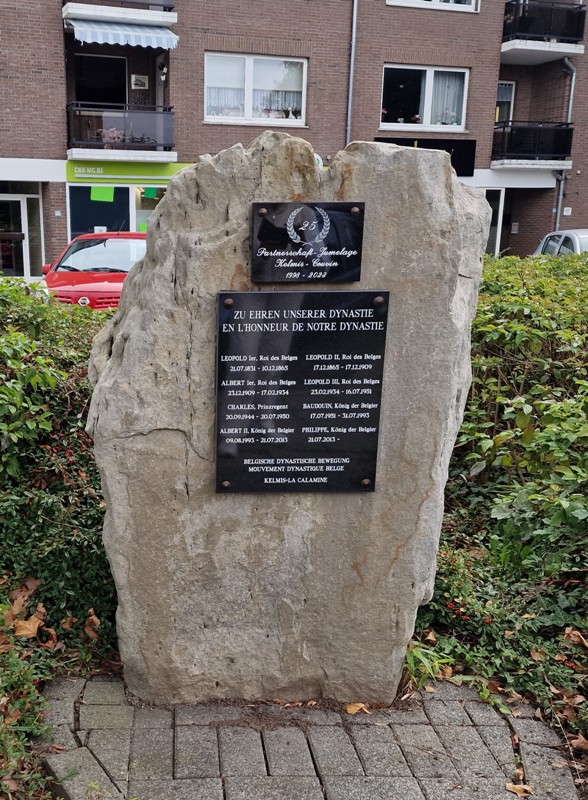 CKK-MC.BE
25
Partnerschaft-Jumelage
Kelmis - Couvin
1998 - 2023
ZU EHREN UNSERER DYNASTIE
EN L'HONNEUR DE NOTRE DYNASTIE
LEOPOLD Ier, Roi des Belges
21.07.1831 - 10.12.1865
LEOPOLD II, Roi des Belges
17.12.1865 - 17.12.1909
ALBERT Ier, Roi des Belges
23.12.1909 - 17.02.1934
LEOPOLD III, Roi des Belges
23.02.1934 - 16.07.1951
CHARLES, Prinzregent
20.09.1944 - 20.07.1950
BAUDOUIN, König der Belgier
17.07.1951 - 31.07.1993
ALBERT II, König der Belgier
09.08.1993 - 21.07.2013
PHILIPPE, König der Belgier
21.07.2013 -
BELGISCHE DYNASTISCHE BEWEGUNG
MOUVEMENT DYNASTIQUE BELGE
KELMIS-LA CALAMINE